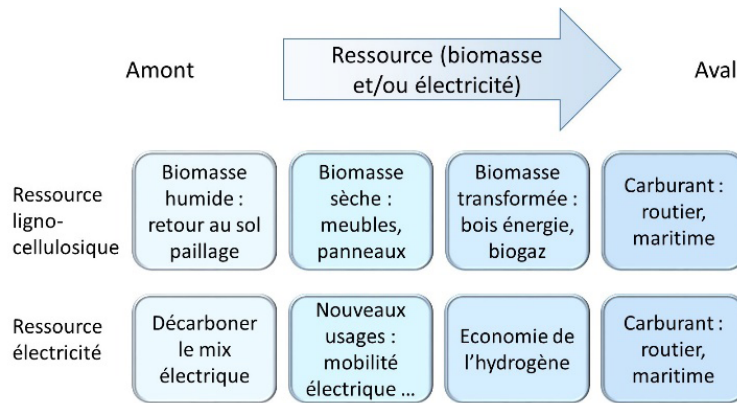 Amont
Ressource (biomasse
et/ou électricité)
Aval
Ressource
ligno-
cellulosique
Biomasse
humide :
retour au sol
paillage
Biomasse
sèche :
meubles,
panneaux
Biomasse
transformée :
bois énergie,
biogaz
Carburant :
routier,
maritime
Ressource
électricité
Décarboner
le mix
électrique
Nouveaux
usages :
mobilité
électrique ...
Economie de
l'hydrogène
Carburant :
routier,
maritime